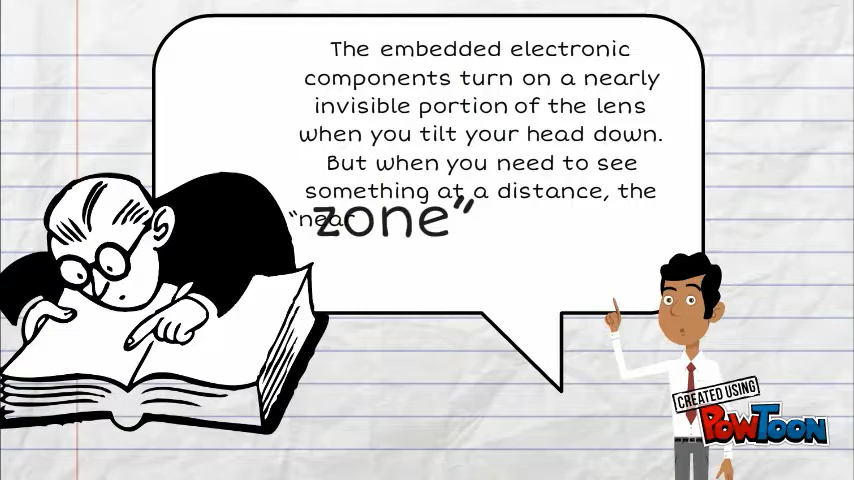 The embedded electronic
components turn on a nearly
invisible portion of the lens
when you tilt your head down.
But when you need to see
something at a distance, the
“near zone”
CREATED USING
POWTOON